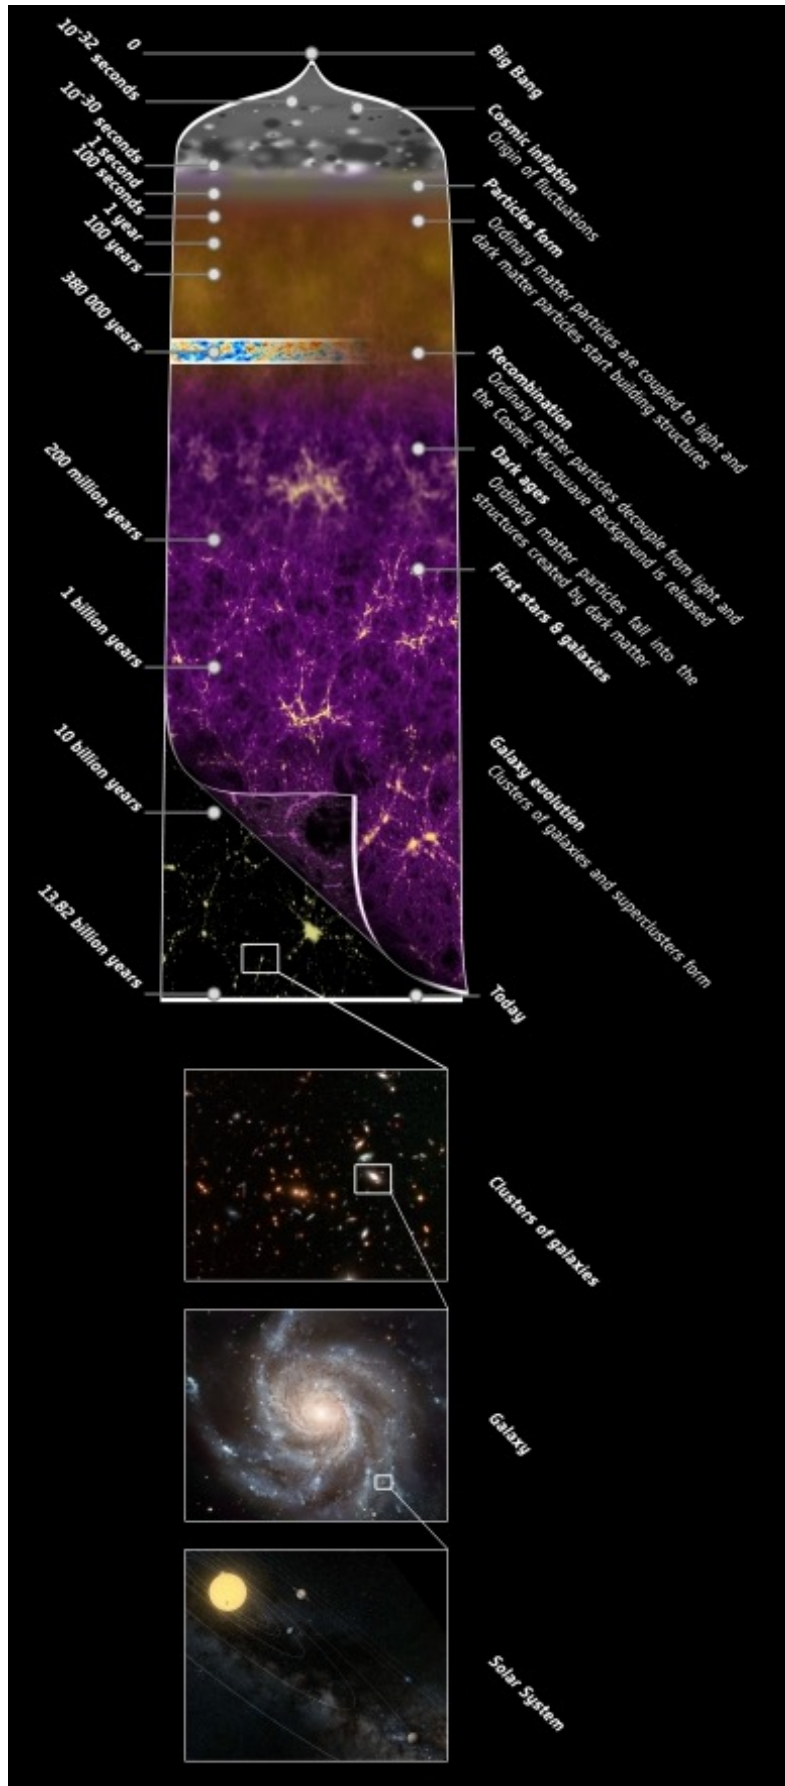 0
10-32 seconds
10-30 seconds
1 second
100 seconds
1 year
100 years
380 000 years
200 million years
1 billion years
10 billion years
13.82 billion years
Big Bang
Cosmic inflation
Origin of fluctuations
Particles form
Ordinary matter particles are coupled to light and
dark matter particles start building structures
Recombination
Ordinary matter particles decouple from light and
the Cosmic Microwave Background is released
Dark ages
Ordinary matter particles fall into the
structures created by dark matter
First stars & galaxies
Galaxy evolution
Clusters of galaxies and superclusters form
Today
Clusters of galaxies
Galaxy
Solar System